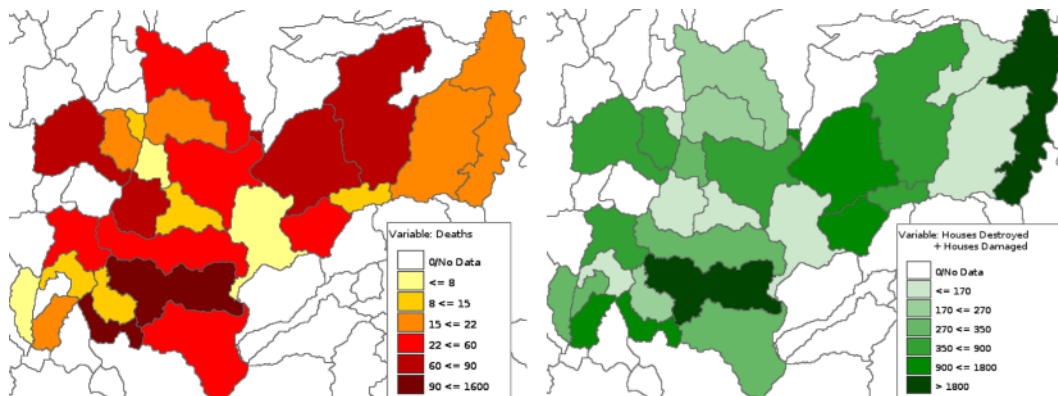 Variable: Deaths
0/No Data
<= 8
8 <= 15
15 <= 22
22 <= 60
60 <= 90
90 <= 1600
Variable: Houses Destroyed
+ Houses Damaged
0/No Data
<= 170
170 <= 270
270 <= 350
350 <= 900
900 <= 1800
> 1800